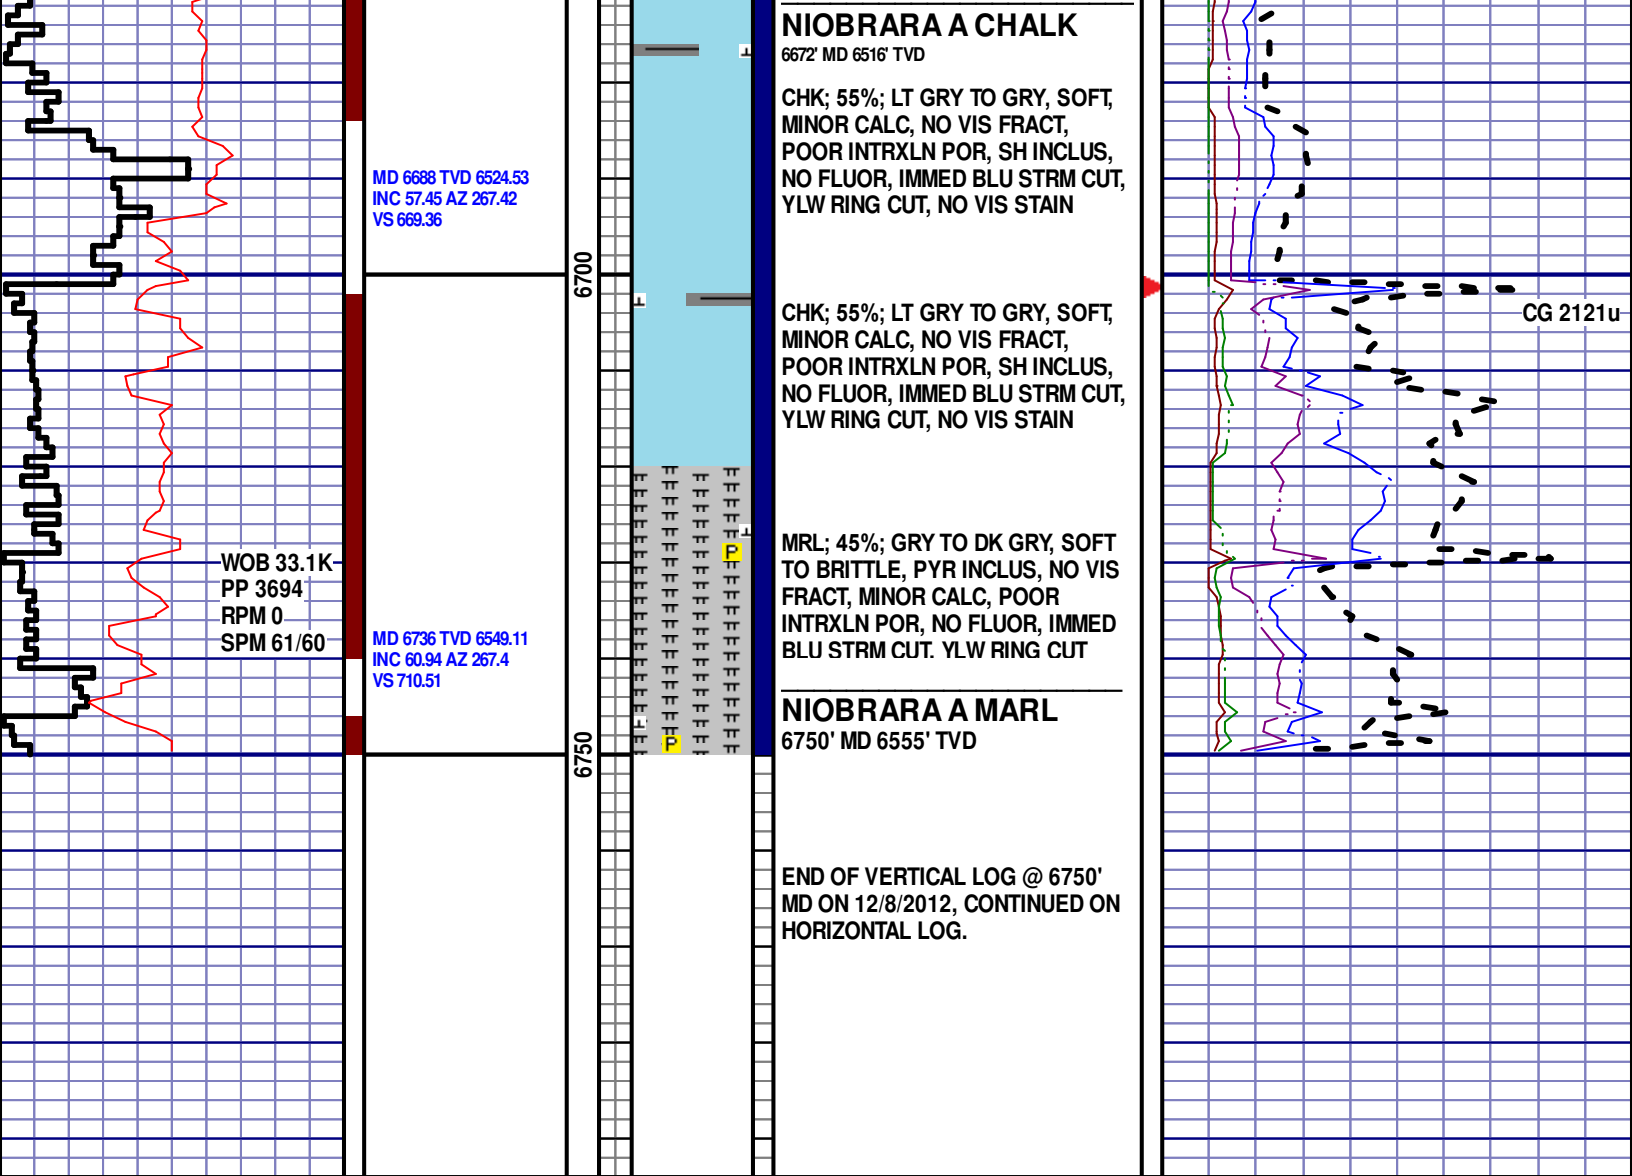 NIOBRARA A CHALK
6672' MD 6516' TVD
CHK; 55%; LT GRY TO GRY, SOFT,
MINOR CALC, NO VIS FRACT,
POOR INTRXLN POR, SH INCLUS,
NO FLUOR, IMMED BLU STRM CUT,
YLW RING CUT, NO VIS STAIN
MD 6688 TVD 6524.53
INC 57.45 AZ 267.42
VS 669.36
6700
CG 2121u
CHK; 55%; LT GRY TO GRY, SOFT,
MINOR CALC, NO VIS FRACT,
POOR INTRXLN POR, SH INCLUS,
NO FLUOR, IMMED BLU STRM CUT,
YLW RING CUT, NO VIS STAIN
MRL; 45%; GRY TO DK GRY, SOFT
TO BRITTLE, PYR INCLUS, NO VIS
FRACT, MINOR CALC, POOR
INTRXLN POR, NO FLUOR, IMMED
BLU STRM CUT. YLW RING CUT
P
WOB 33.1K
PP 3694
RPM 0
SPM 61/60
MD 6736 TVD 6549.11
INC 60.94 AZ 267.4
VS 710.51
NIOBRARA A MARL
6750' MD 6555' TVD
P
6750
END OF VERTICAL LOG @ 6750'
MD ON 12/8/2012, CONTINUED ON
HORIZONTAL LOG.